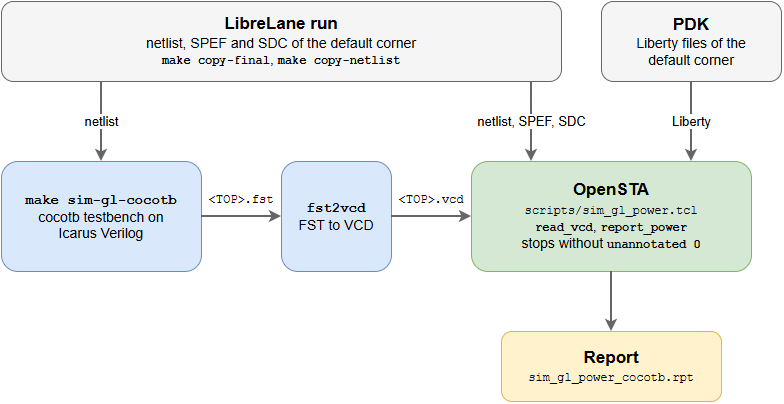 LibreLane run
netlist, SPEF and SDC of the default corner
make copy-final, make copy-netlist
PDK
Liberty files of the
default corner
netlist
netlist, SPEF, SDC
Liberty
make sim-gl-cocotb
cocotb testbench on
Icarus Verilog
<TOP>.fst
fst2vcd
FST to VCD
<TOP>.vcd
OpenSTA
scripts/sim_gl_power.tcl
read_vcd, report_power
stops without unannotated 0
Report
sim_gl_power_cocotb.rpt